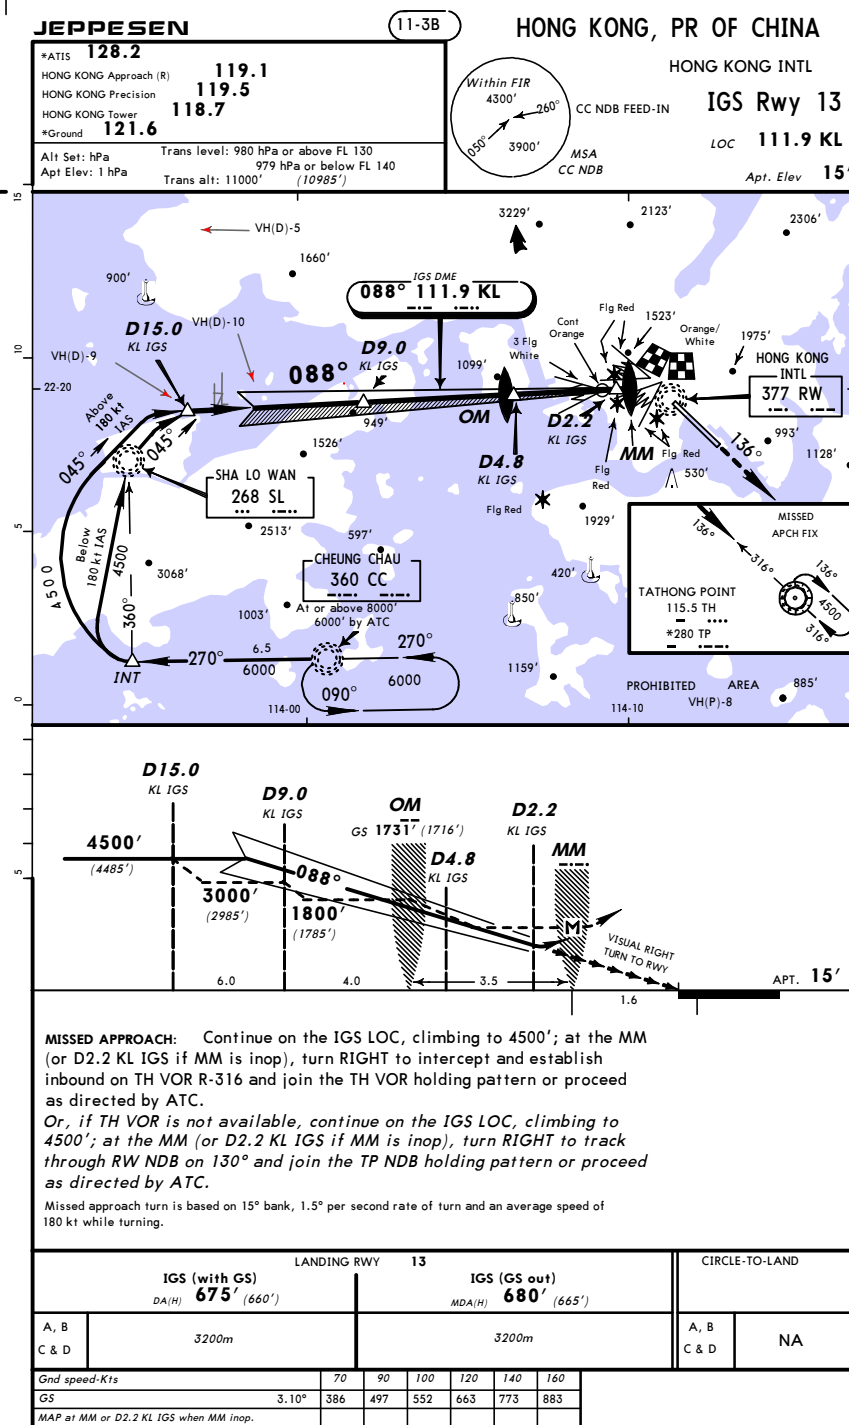 JEPPESEN
11-3B
HONG KONG, PR OF CHINA
*ATIS 128.2
HONG KONG Approach (R) 119.1
HONG KONG Precision 119.5
HONG KONG Tower 118.7
*Ground 121.6
Alt Set: hPa
Apt Elev: 1 hPa
Trans level: 980 hPa or above FL 130
979 hPa or below FL 140
Trans alt: 11000' (10985')
Within FIR
4300'
260°
050°
3900'
MSA
CC NDB
CC NDB FEED-IN
HONG KONG INTL
IGS Rwy 13
LOC 111.9 KL
Apt. Elev 15'
15
VH(D)-5
3229'
2123'
2306'
1660'
900'
IGS DME
088° 111.9 KL
D15.0
KL IGS
VH(D)-10
VH(D)-9
D9.0
KL IGS
088°
Cont
Orange
Flg Red
1523'
3 Flg
White
Orange/
White
1975'
1099'
HONG KONG
INTL
377 RW
10
22-20
Above
180 kt
IAS
045°
045°
949'
OM
D2.2
KL IGS
MM
136°
993'
1526'
D4.8
KL IGS
Flg Red
1128'
SHA LO WAN
268 SL
Flg
Red
530'
Flg Red
2513'
1929'
5
Below
180 kt IAS
4500
4500
597'
3068'
CHEUNG CHAU
360 CC
420'
850'
1003'
At or above 8000'
6000' by ATC
360°
270°
6.5
6000
270°
6000
090°
INT
1159'
136°
MISSED
APCH FIX
316°
136°
TATHONG POINT
115.5 TH
*280 TP
4500
316°
PROHIBITED AREA
VH(P)-8
885'
0
114-00
114-10
D15.0
KL IGS
D9.0
KL IGS
OM
GS 1731' (1716')
D2.2
KL IGS
D4.8
KL IGS
MM
4500'
(4485')
088°
3000'
(2985')
1800'
(1785')
5
M
VISUAL RIGHT
TURN TO RWY
6.0
4.0
3.5
1.6
APT. 15'
MISSED APPROACH: Continue on the IGS LOC, climbing to 4500'; at the MM
(or D2.2 KL IGS if MM is inop), turn RIGHT to intercept and establish
inbound on TH VOR R-316 and join the TH VOR holding pattern or proceed
as directed by ATC.
Or, if TH VOR is not available, continue on the IGS LOC, climbing to
4500'; at the MM (or D2.2 KL IGS if MM is inop), turn RIGHT to track
through RW NDB on 130° and join the TP NDB holding pattern or proceed
as directed by ATC.
Missed approach turn is based on 15° bank, 1.5° per second rate of turn and an average speed of
180 kt while turning.
LANDING RWY 13
CIRCLE-TO-LAND
IGS (with GS)
DA(H) 675' (660')
IGS (GS out)
MDA(H) 680' (665')
A, B
C & D
3200m
3200m
A, B
C & D
NA
Gnd speed-Kts 70 90 100 120 140 160
GS 3.10° 386 497 552 663 773 883
MAP at MM or D2.2 KL IGS when MM inop.